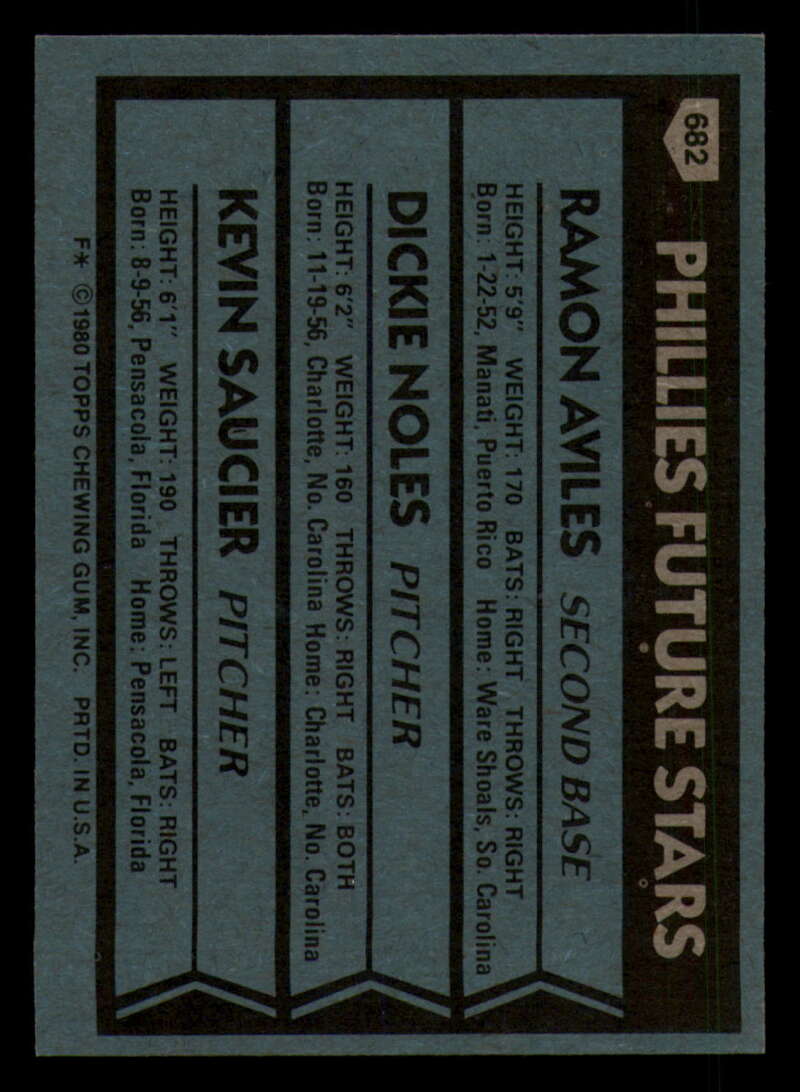 682
PHILLIES FUTURE STARS
RAMON AVILES SECOND BASE
HEIGHT: 5'9" WEIGHT: 170 BATS: RIGHT THROWS: RIGHT
Born: 1-22-52, Manati, Puerto Rico Home: Ware Shoals, So. Carolina
DICKIE NOLES PITCHER
HEIGHT: 6'2" WEIGHT: 160 THROWS: RIGHT BATS: BOTH
Born: 11-19-56, Charlotte, No. Carolina Home: Charlotte, No. Carolina
KEVIN SAUCIER PITCHER
HEIGHT: 6'1" WEIGHT: 190 THROWS: LEFT BATS: RIGHT
Born: 8-9-56, Pensacola, Florida Home: Pensacola, Florida
F* ©1980 TOPPS CHEWING GUM, INC. PRTD. IN U.S.A.